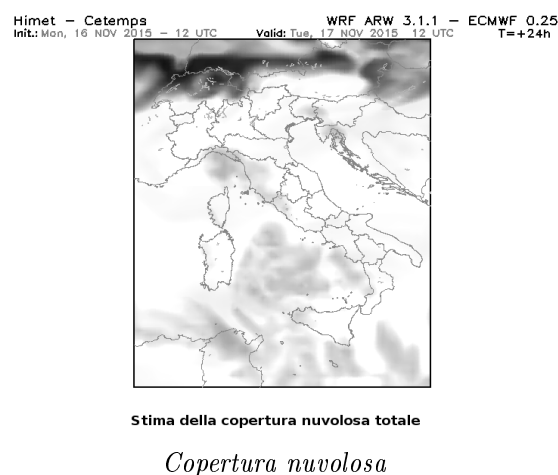 Himet – Cetemps WRF ARW 3.1.1 – ECMWF 0.25
Init.: Mon, 16 NOV 2015 – 12 UTC Valid: Tue, 17 NOV 2015 12 UTC T=+24h
Stima della copertura nuvolosa totale
Copertura nuvolosa